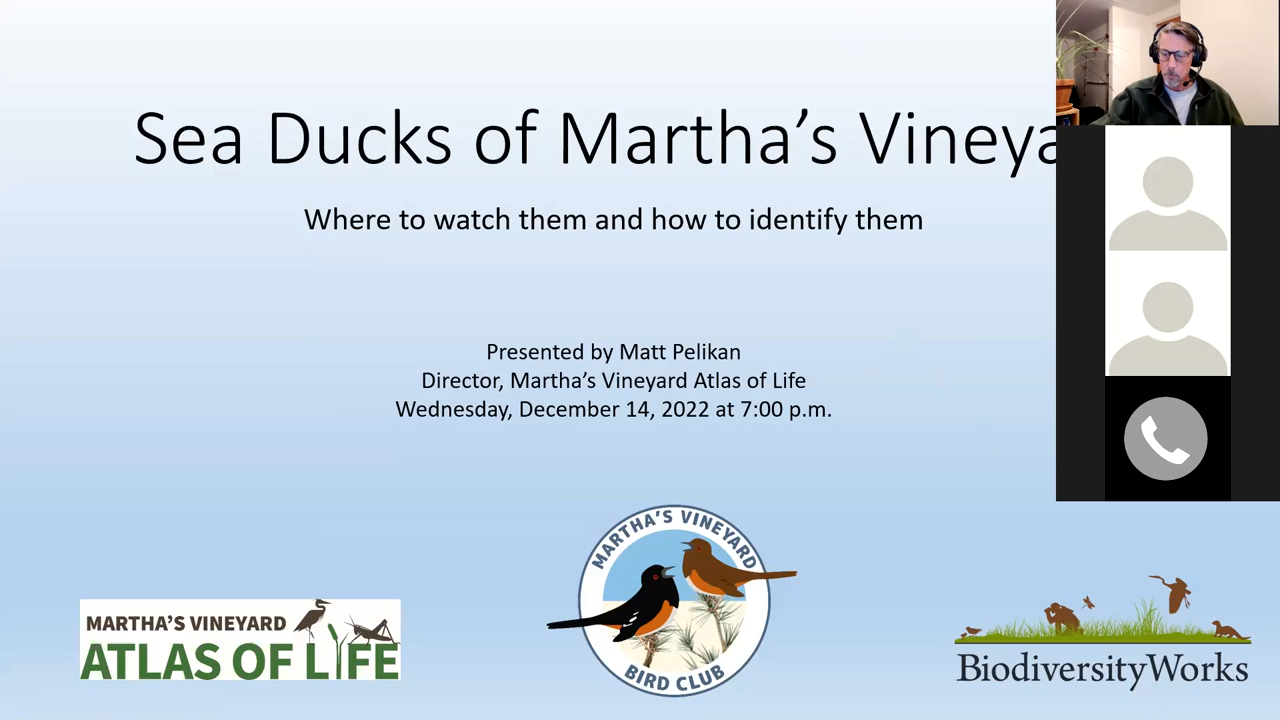 Sea Ducks of Martha's Vineya
Where to watch them and how to identify them
Presented by Matt Pelikan
Director, Martha's Vineyard Atlas of Life
Wednesday, December 14, 2022 at 7:00 p.m.
MARTHA'S VINEYARD
ATLAS OF LIFE
MARTHA'S VINEYARD
BIRD CLUB
BiodiversityWorks